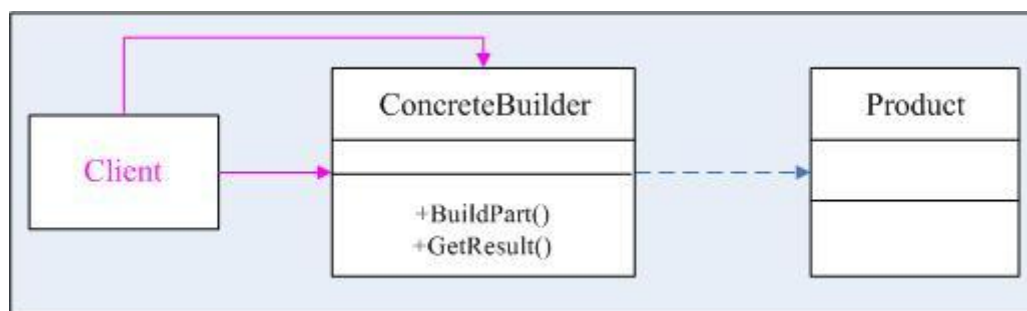 Client
ConcreteBuilder
+BuildPart()
+GetResult()
Product